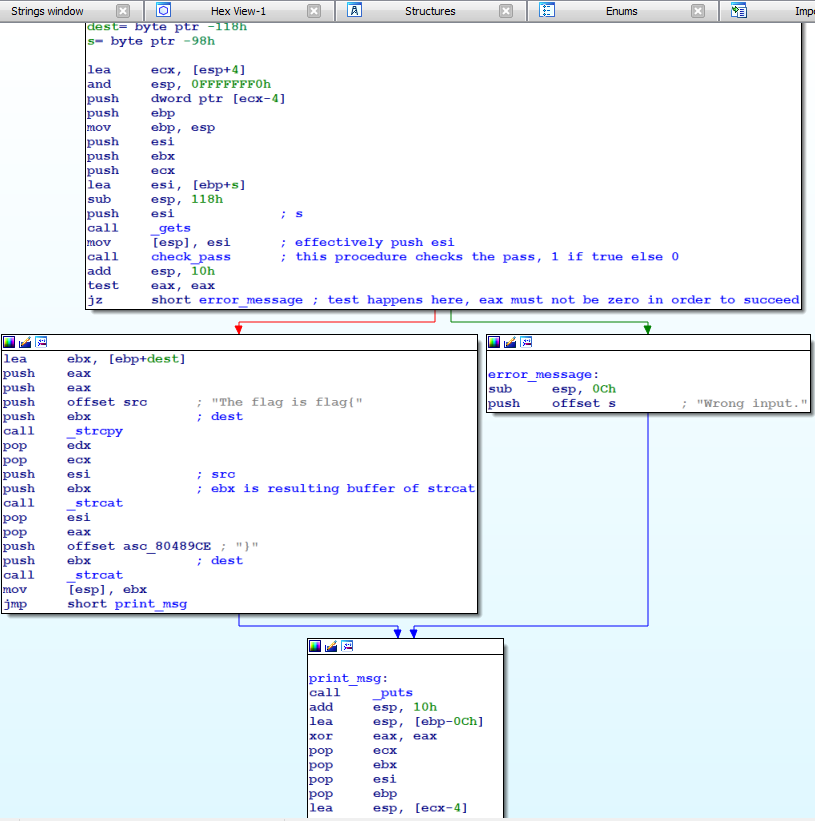 Strings window Hex View-1 Structures Enums Imp
dest= byte ptr -118h
s= byte ptr -98h
lea ecx, [esp+4]
and esp, 0FFFFFFF0h
push dword ptr [ecx-4]
push ebp
mov ebp, esp
push esi
push ebx
push ecx
lea esi, [ebp+s]
sub esp, 118h
push esi ; s
call _gets
mov [esp], esi ; effectively push esi
call check_pass ; this procedure checks the pass, 1 if true else 0
add esp, 10h
test eax, eax
jz short error_message ; test happens here, eax must not be zero in order to succeed
lea ebx, [ebp+dest]
push eax
push eax
push offset src ; "The flag is flag{"
push ebx ; dest
call _strcpy
pop edx
pop ecx
push esi ; src
push ebx ; ebx is resulting buffer of strcat
call _strcat
pop esi
pop eax
push offset asc_80489CE ; "}"
push ebx ; dest
call _strcat
mov [esp], ebx
jmp short print_msg
error_message:
sub esp, 0Ch
push offset s ; "Wrong input."
print_msg:
call _puts
add esp, 10h
lea esp, [ebp-0Ch]
xor eax, eax
pop ecx
pop ebx
pop esi
pop ebp
lea esp, [ecx-4]